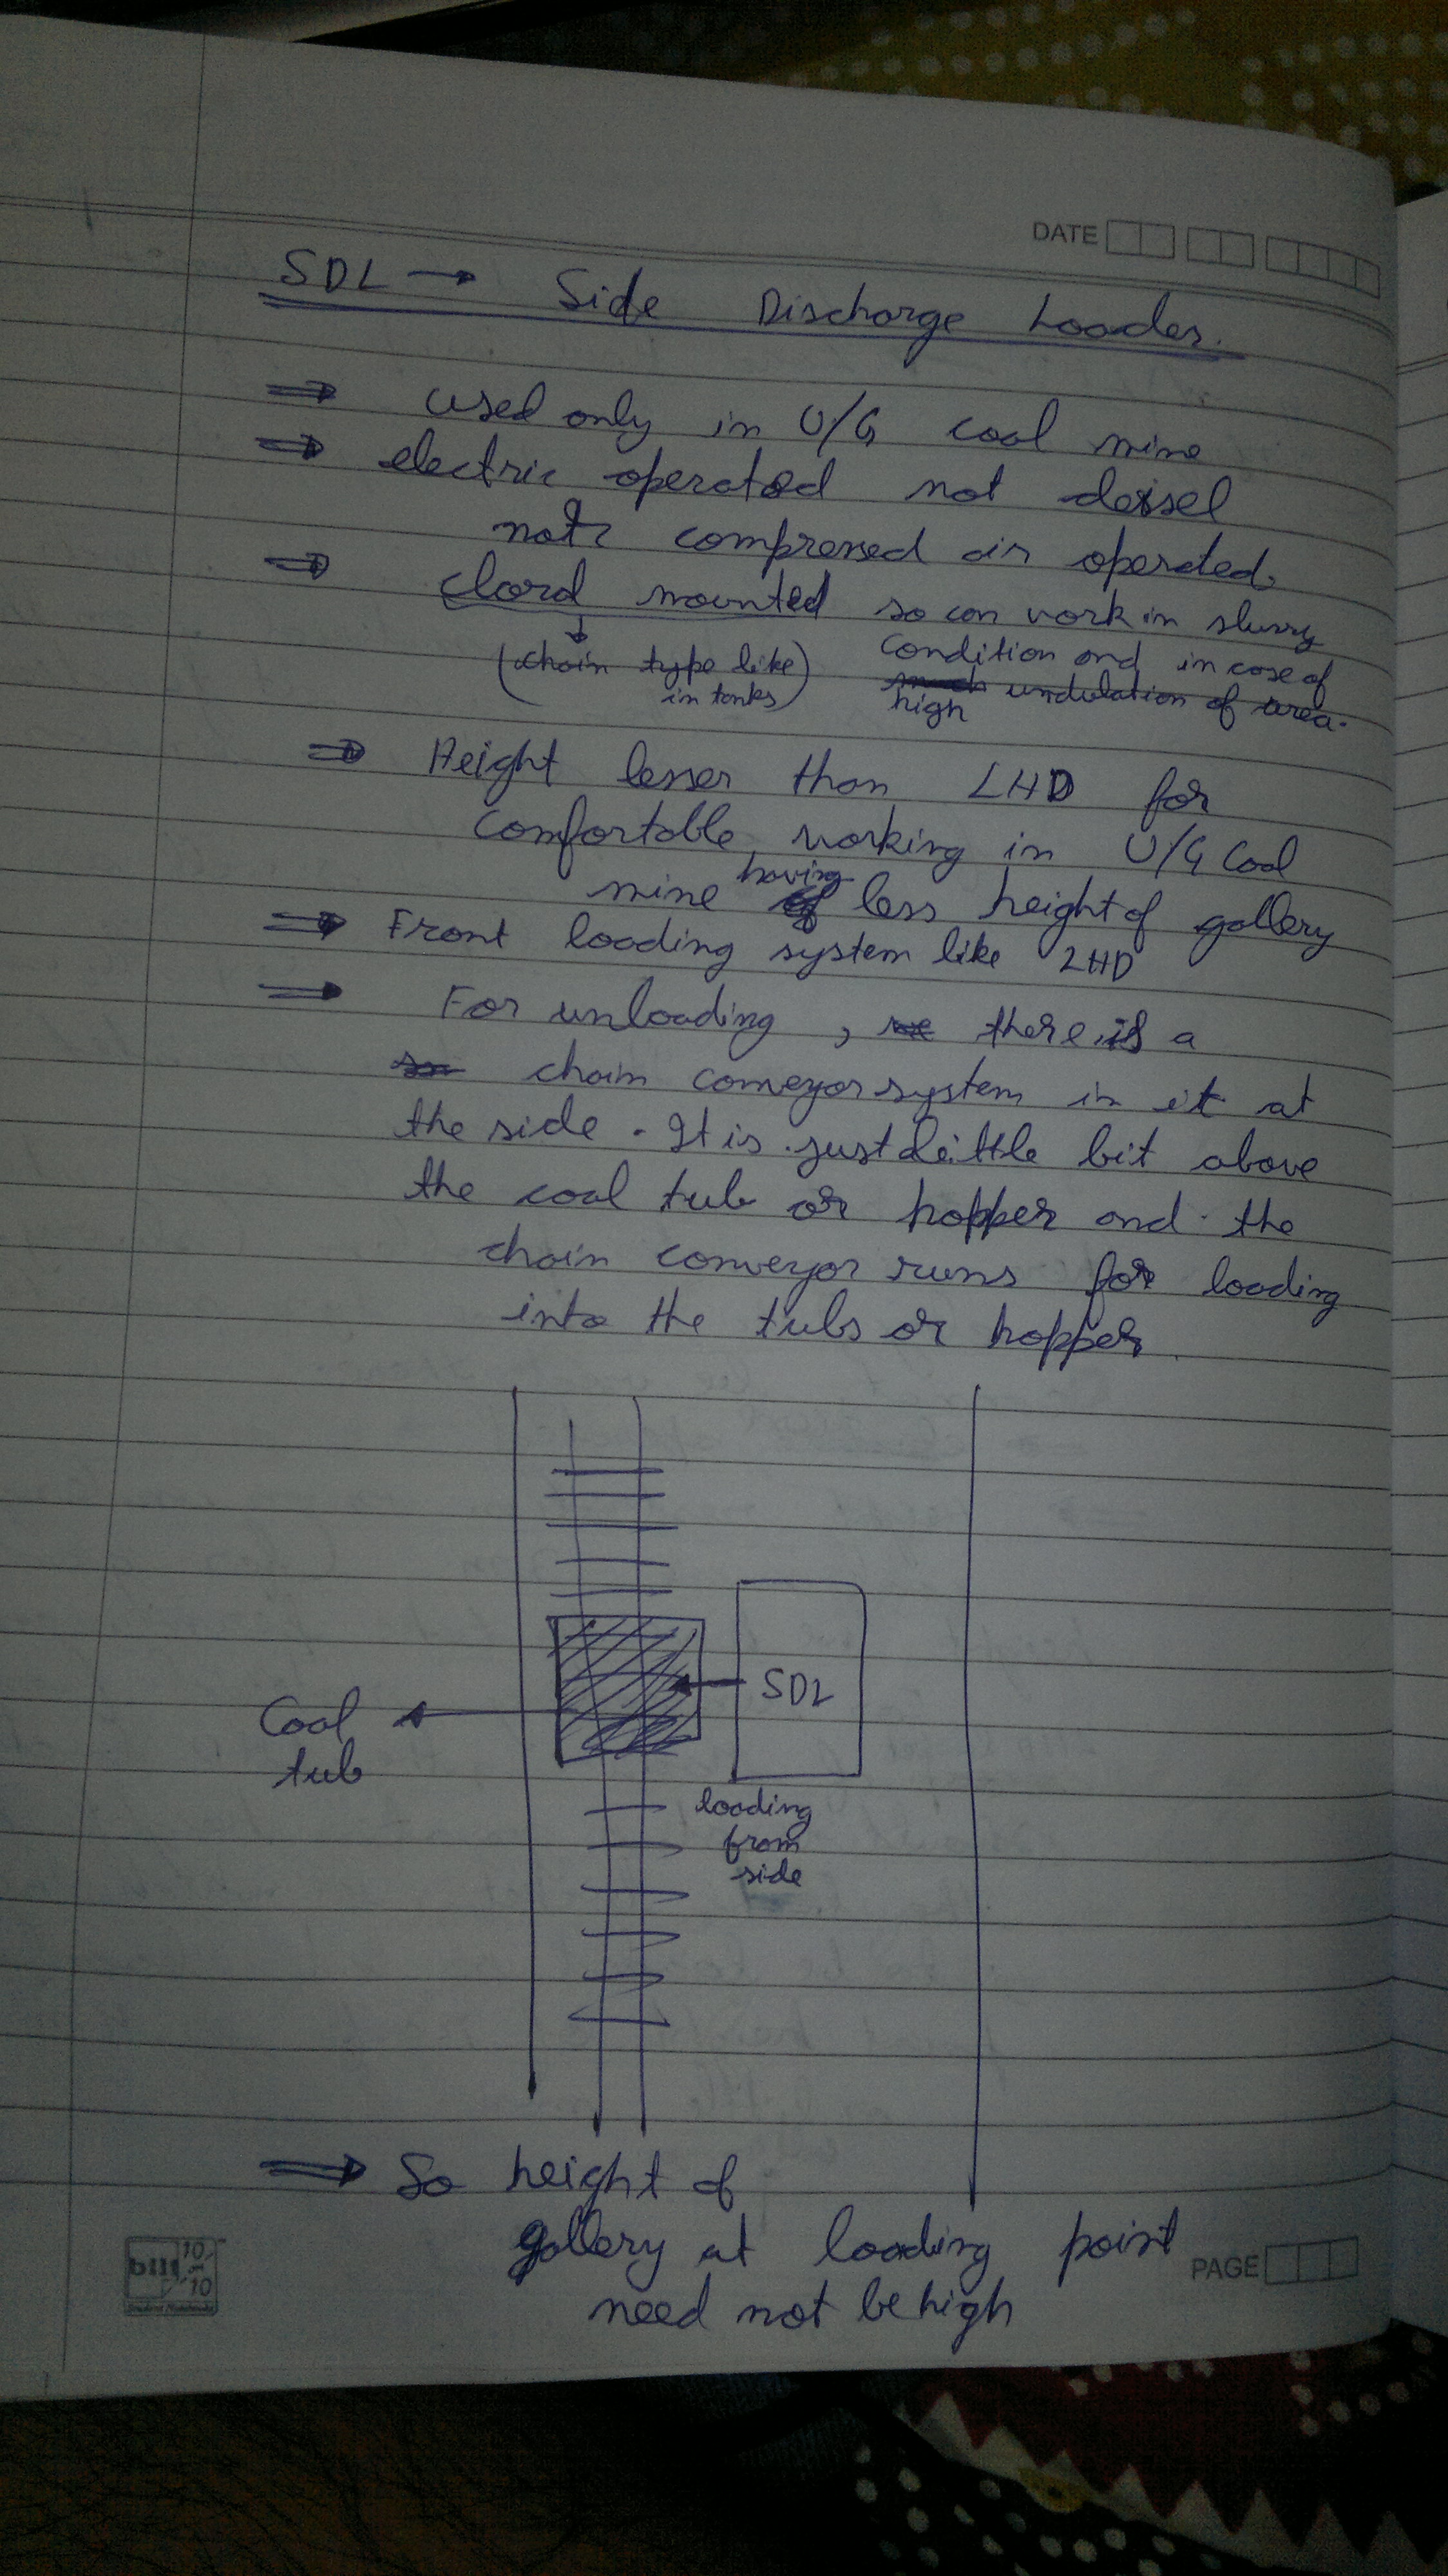 DATE
SDL → Side Discharge Loader.
⇒ used only in U/G coal mine
⇒ electric operated not deisel
not compressed air operated.
⇒ clard mounted so can work in slurry
↓
(chain type like condition and in case of
in tanks) high undulation of area.
⇒ Height lesser than LHD for
comfortable working in U/G Coal
mine having less height of gallery
⇒ Front loading system like LHD
⇒ For unloading, there is a
chain conveyor system in it at
the side. It is just little bit above
the coal tub or hopper and the
chain conveyor runs for loading
into the tubs or hopper
SDL
Coal
tub
loading
from
side
⇒ So height of
gallery at loading point
need not be high
PAGE
bilt 10 on 10